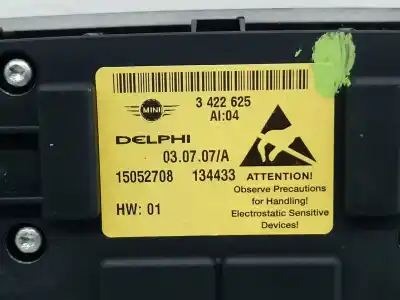 MINI
3 422 625
AI:04
DELPHI
03.07.07/A
15052708 134433
HW: 01
ATTENTION!
Observe Precautions
for Handling!
Electrostatic Sensitive
Devices!